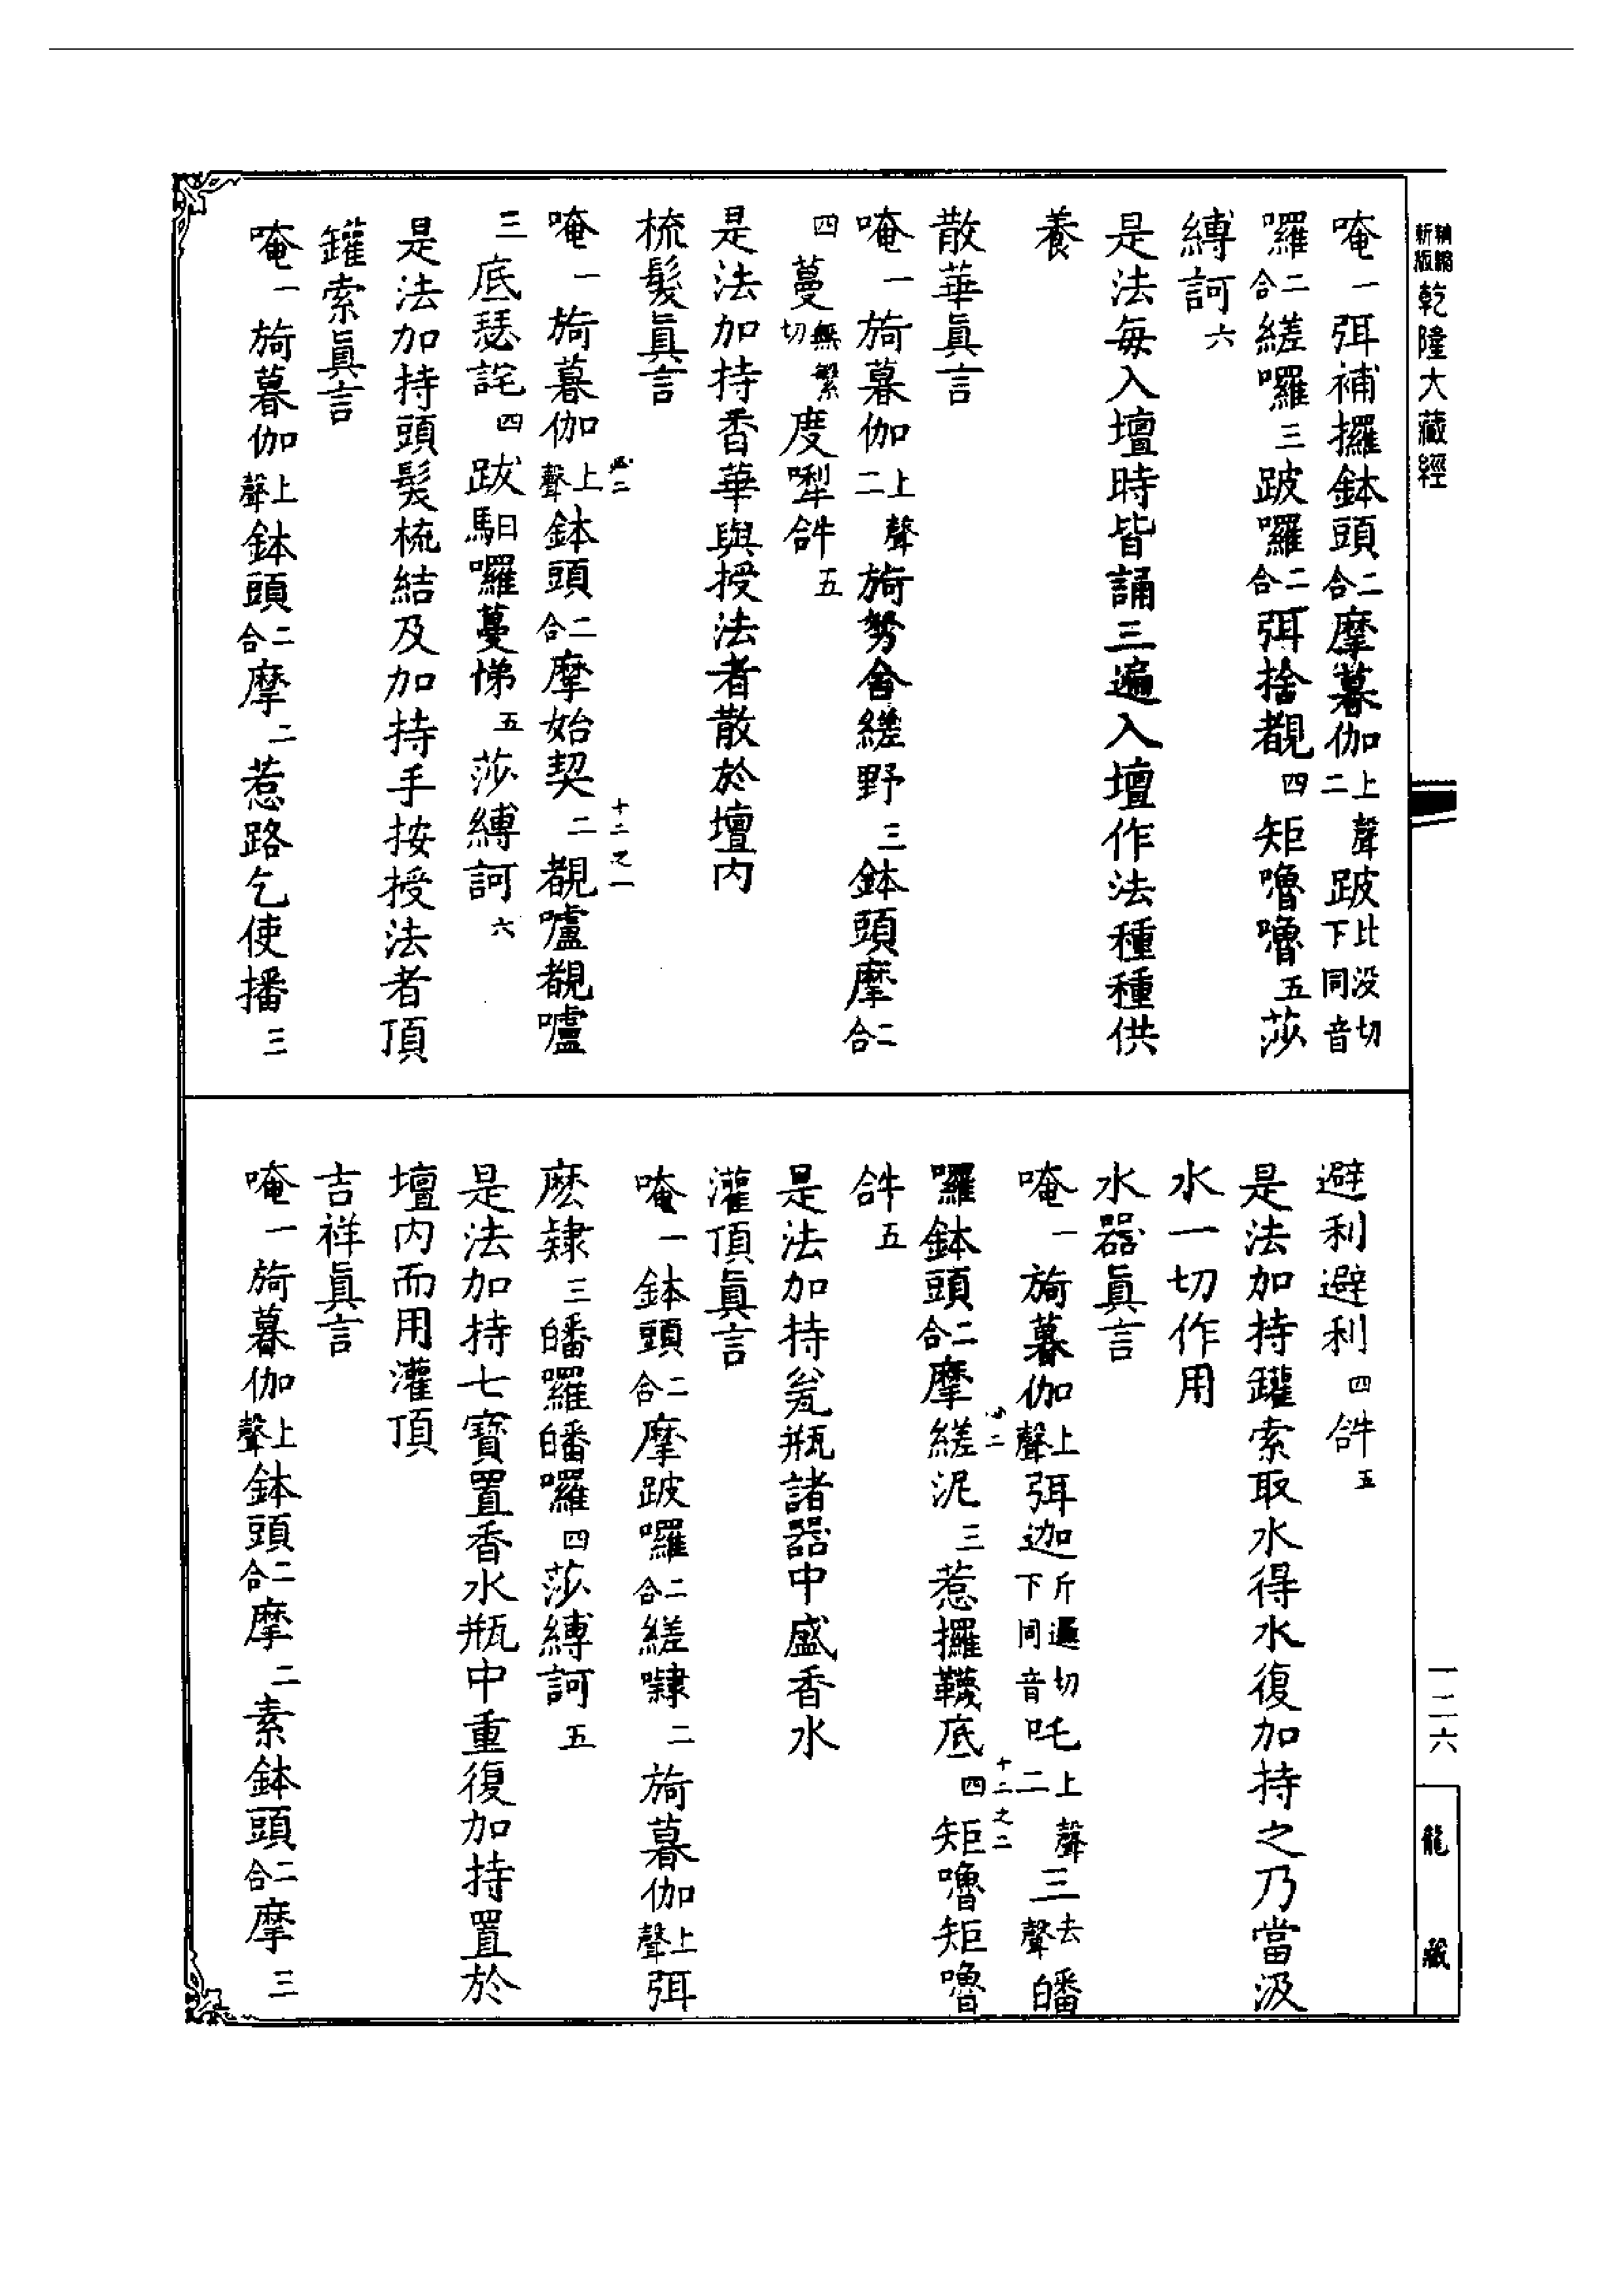 新版精縮乾隆大藏經
唵一弭補攞鉢頭二合摩暮伽上聲二跛比没切下同音
囉二合縒囉三跛囉二合弭捨覩四矩嚕嚕五莎
縛訶六
是法每入壇時皆誦三遍入壇作法種種供
養
散華眞言
唵一旖暮伽上聲二旖努舍縒野三鉢頭摩二合
四蔓無繁切度㗚𤙖五
是法加持香華與授法者散於壇內
梳髮眞言
唵一旖暮伽上聲鉢頭二合摩始契二覩嚧覩嚧
三底瑟詫四跋馹囉蔓悌五莎縛訶六
是法加持頭髮梳結及加持手按授法者頂
罐索眞言
唵一旖暮伽上聲鉢頭二合摩二惹路乞使播三
十二之一
避利避利四𤙖五
是法加持罐索取水得水復加持之乃當汲
水一切作用
水器眞言
唵一旖暮伽上聲弭迦斤邏切下同音吒上聲二三去聲皤
囉鉢頭二合摩縒泥三惹攞韈底四矩嚕矩嚕
𤙖五
是法加持瓮瓶諸器中盛香水
灌頂眞言
唵一鉢頭二合摩跛囉二合縒㘑二旖暮伽上聲弭
麽隷三皤羅皤囉四莎縛訶五
是法加持七寶置香水瓶中重復加持置於
壇內而用灌頂
吉祥眞言
唵一旖暮伽上聲鉢頭二合摩二素鉢頭二合摩三
十二之二
一二六
龍藏